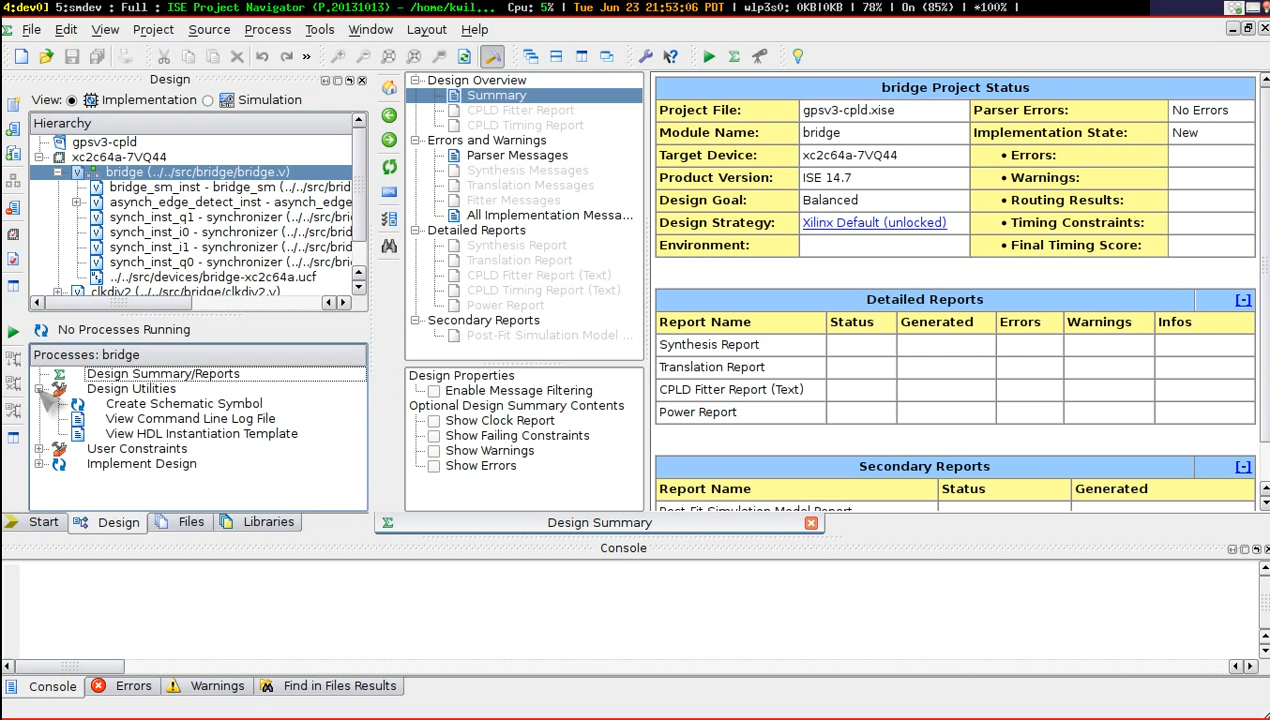 4:dev0] 5:smdev : Full : ISE Project Navigator (P.20131013) - /home/kwil... Cpu: 5% | Tue Jun 23 21:53:06 PDT | wlp3s0: 0KB|0KB | 78% | On (85%) | *100% |
File Edit View Project Source Process Tools Window Layout Help
Design
View: Implementation Simulation
Hierarchy
gpsv3-cpld
xc2c64a-7VQ44
bridge (../../src/bridge/bridge.v)
bridge_sm_inst - bridge_sm (../../src/brid
asynch_edge_detect_inst - asynch_edge
synch_inst_q1 - synchronizer (../../src/bri
synch_inst_i0 - synchronizer (../../src/brid
synch_inst_i1 - synchronizer (../../src/brid
synch_inst_q0 - synchronizer (../../src/bri
../../src/devices/bridge-xc2c64a.ucf
clkdiv2 (../../src/bridge/clkdiv2.v)
No Processes Running
Processes: bridge
Design Summary/Reports
Design Utilities
Create Schematic Symbol
View Command Line Log File
View HDL Instantiation Template
User Constraints
Implement Design
Start Design Files Libraries
Design Overview
Summary
CPLD Fitter Report
CPLD Timing Report
Errors and Warnings
Parser Messages
Synthesis Messages
Translation Messages
Fitter Messages
All Implementation Messa...
Detailed Reports
Synthesis Report
Translation Report
CPLD Fitter Report (Text)
CPLD Timing Report (Text)
Power Report
Secondary Reports
Post-Fit Simulation Model ...
Design Properties
Enable Message Filtering
Optional Design Summary Contents
Show Clock Report
Show Failing Constraints
Show Warnings
Show Errors
bridge Project Status
Project File: gpsv3-cpld.xise Parser Errors: No Errors
Module Name: bridge Implementation State: New
Target Device: xc2c64a-7VQ44 • Errors:
Product Version: ISE 14.7 • Warnings:
Design Goal: Balanced • Routing Results:
Design Strategy: Xilinx Default (unlocked) • Timing Constraints:
Environment: • Final Timing Score:
Detailed Reports [-]
Report Name Status Generated Errors Warnings Infos
Synthesis Report
Translation Report
CPLD Fitter Report (Text)
Power Report
Secondary Reports [-]
Report Name Status Generated
Post-Fit Simulation Model Report
Design Summary
Console
Console Errors Warnings Find in Files Results